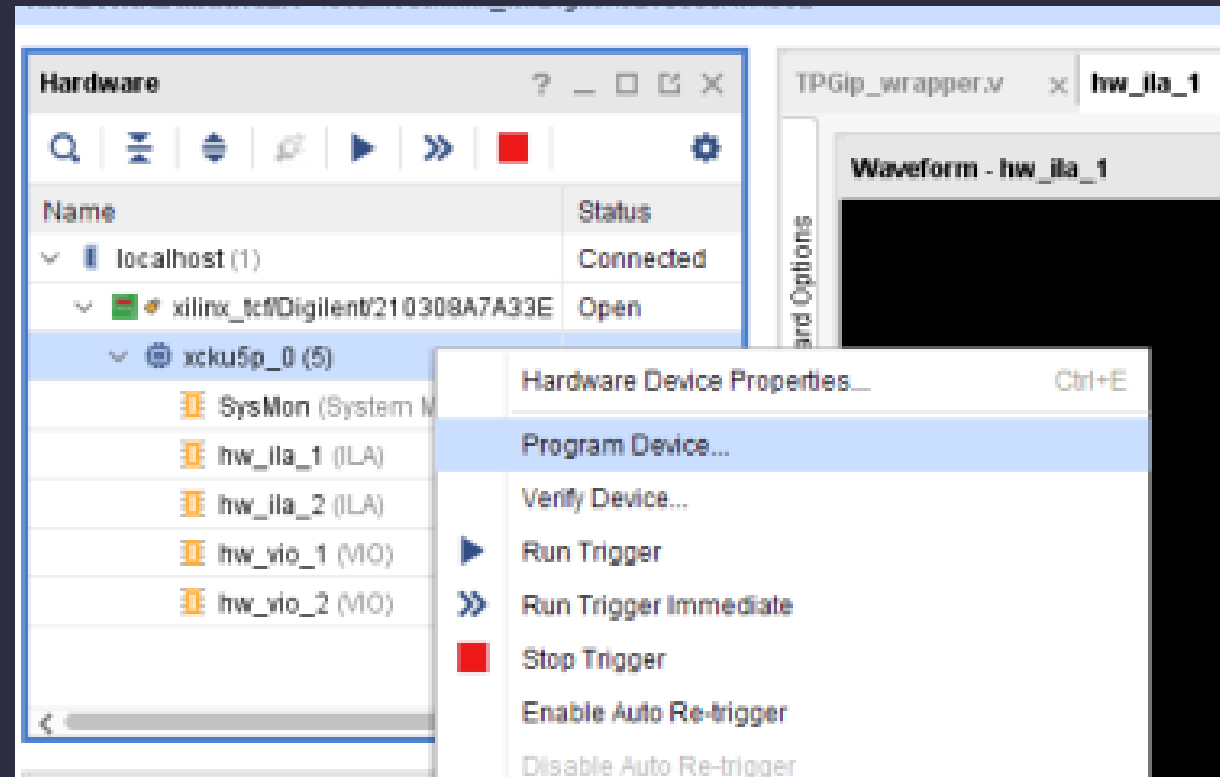 Hardware
TPGip_wrapper.v
hw_ila_1
Waveform - hw_ila_1
Name
Status
localhost (1)
Connected
xilinx_tcf/Digilent/210308A7A33E
Open
xcku5p_0 (5)
SysMon (System M
hw_ila_1 (ILA)
hw_ila_2 (ILA)
hw_vio_1 (VIO)
hw_vio_2 (VIO)
ard Options
Hardware Device Properties...
Ctrl+E
Program Device...
Verify Device...
Run Trigger
Run Trigger Immediate
Stop Trigger
Enable Auto Re-trigger
Disable Auto Re-trigger